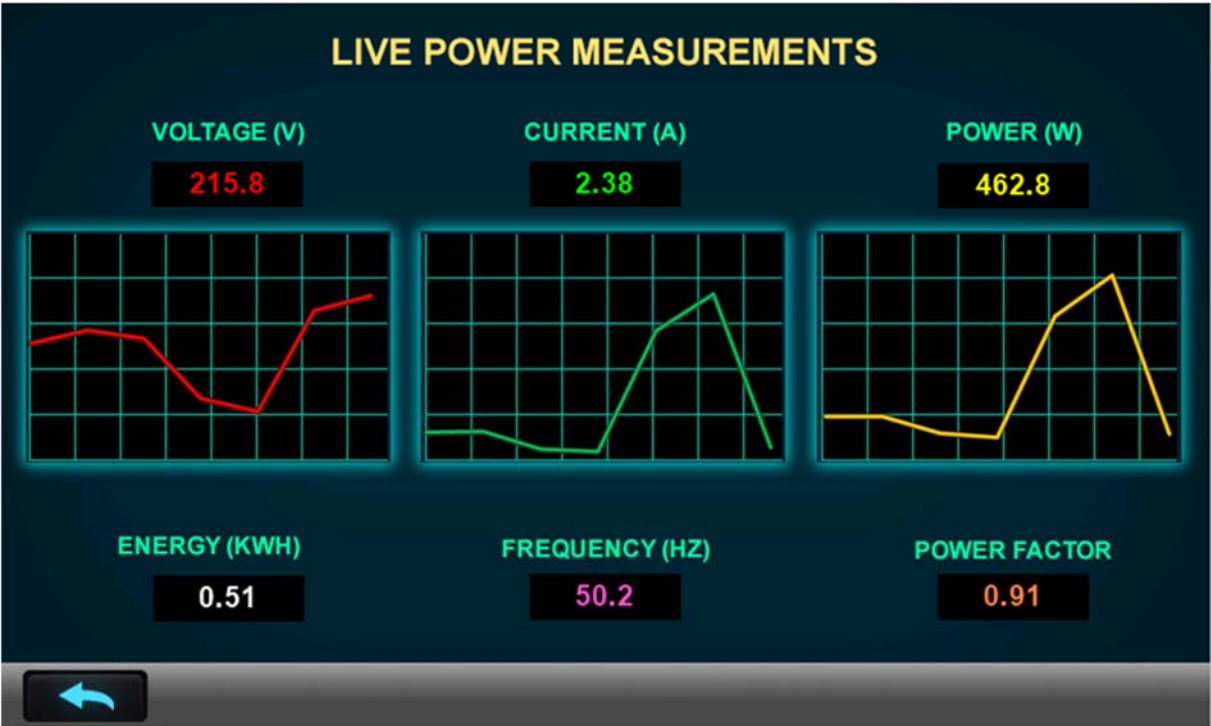 LIVE POWER MEASUREMENTS
VOLTAGE (V)
215.8
CURRENT (A)
2.38
POWER (W)
462.8
ENERGY (KWH)
0.51
FREQUENCY (HZ)
50.2
POWER FACTOR
0.91